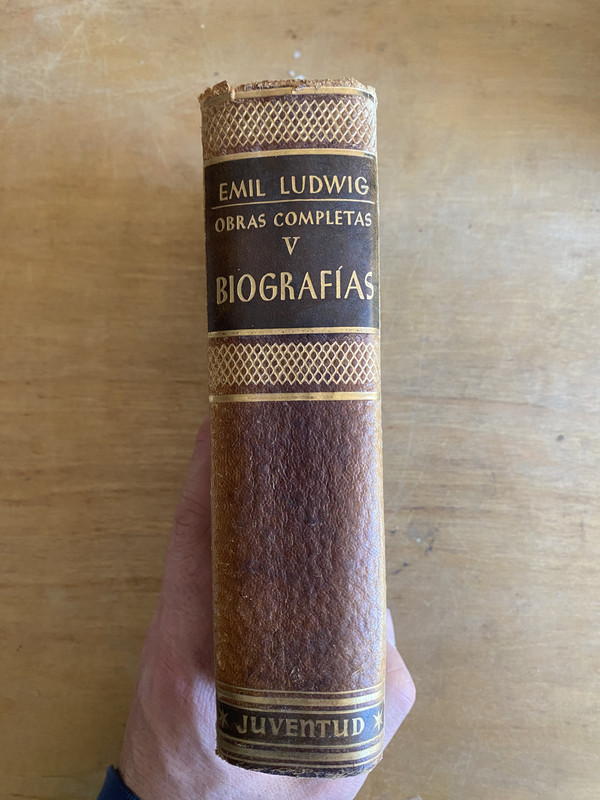 EMIL LUDWIG
OBRAS COMPLETAS
V
BIOGRAFÍAS
JUVENTUD